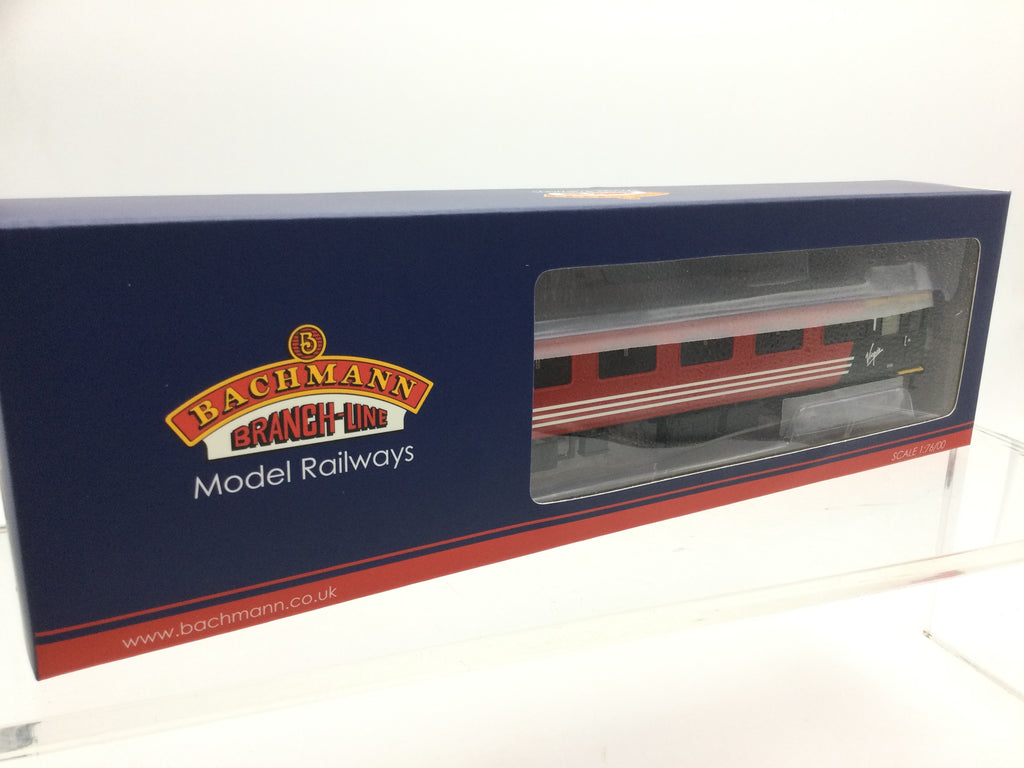 B
BACHMANN
BRANCH-LINE
Model Railways
Virgin
SCALE 1:76/00
www.bachmann.co.uk